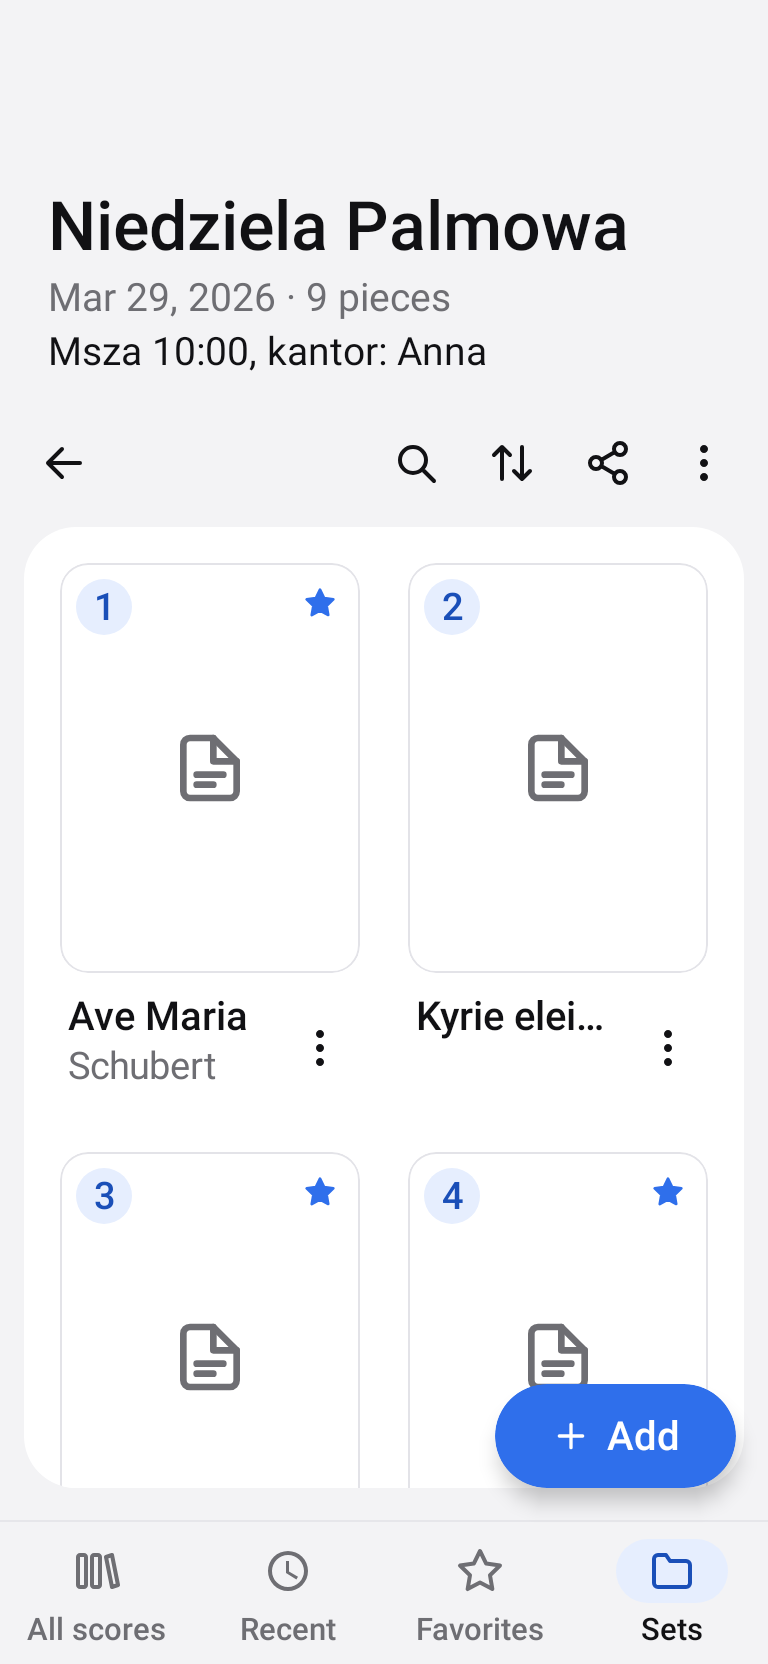 Niedziela Palmowa
Mar 29, 2026 · 9 pieces
Msza 10:00, kantor: Anna
1
2
Ave Maria
Schubert
Kyrie elei...
3
4
Add
All scores
Recent
Favorites
Sets